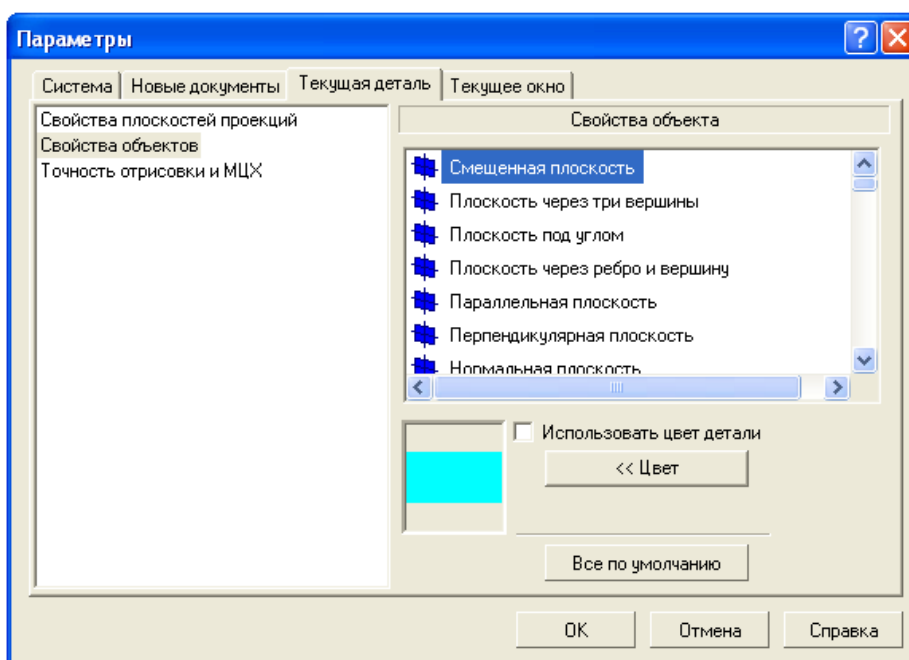 Параметры
Система
Новые документы
Текущая деталь
Текущее окно
Свойства плоскостей проекций
Свойства объектов
Точность отрисовки и МЦХ
Свойства объекта
Смещенная плоскость
Плоскость через три вершины
Плоскость под углом
Плоскость через ребро и вершину
Параллельная плоскость
Перпендикулярная плоскость
Нормальная плоскость
Использовать цвет детали
<< Цвет
Все по умолчанию
OK
Отмена
Справка